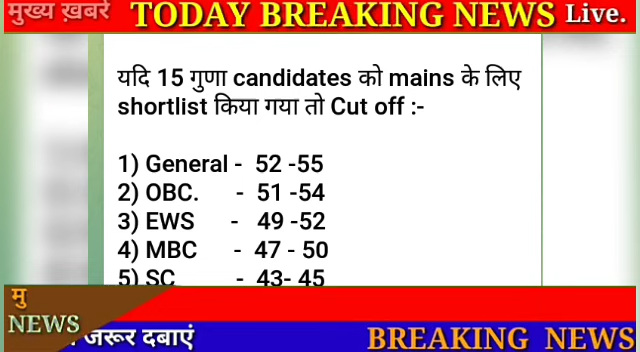 मुख्य ख़बरे TODAY BREAKING NEWS Live.
यदि 15 गुणा candidates को mains के लिए
shortlist किया गया तो Cut off :-
1) General - 52 -55
2) OBC. - 51 -54
3) EWS - 49 -52
4) MBC - 47 - 50
5) SC - 43- 45
मु
NEWS
जरूर दबाएं BREAKING NEWS